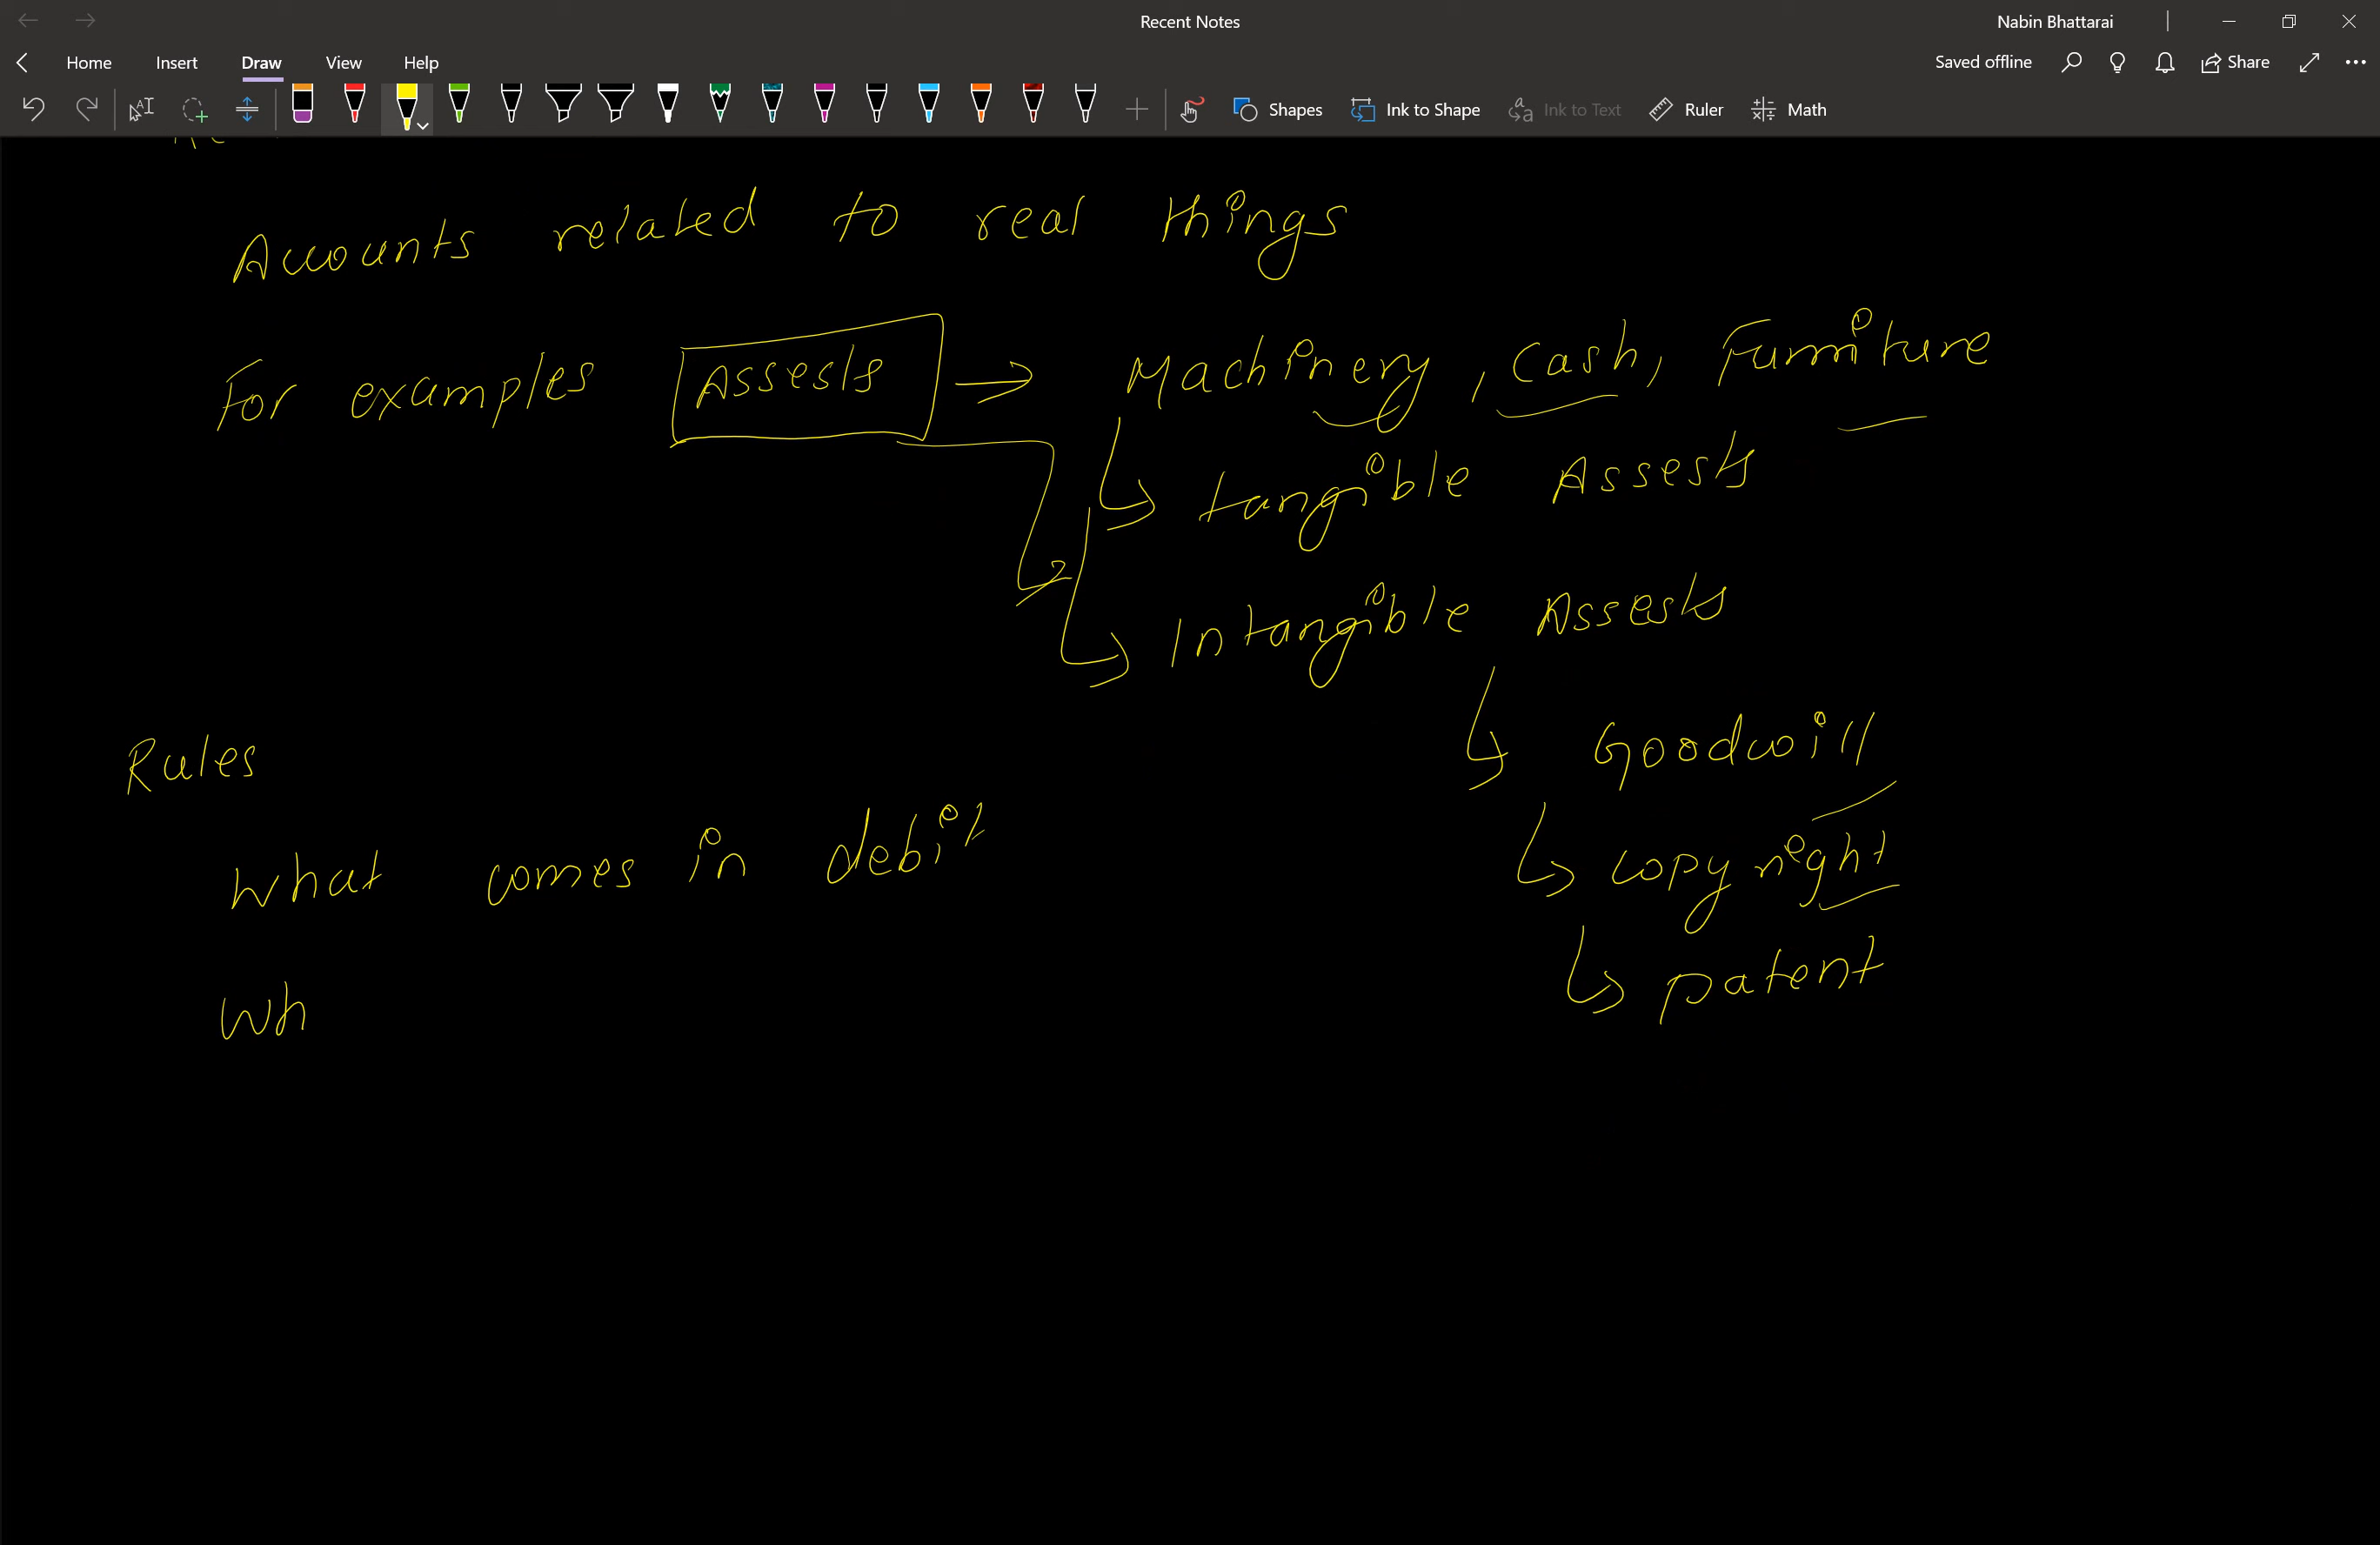 Recent Notes
Nabin Bhattarai
Home Insert Draw View Help
Saved offline
Share
Shapes
Ink to Shape
Ink to Text
Ruler
Math
Accounts related to real things
For examples Assests → Machinery, Cash, Furniture
tangible Assests
Intangible Assests
Goodwill
Rules
What comes in debit
copy right
patent
Wh